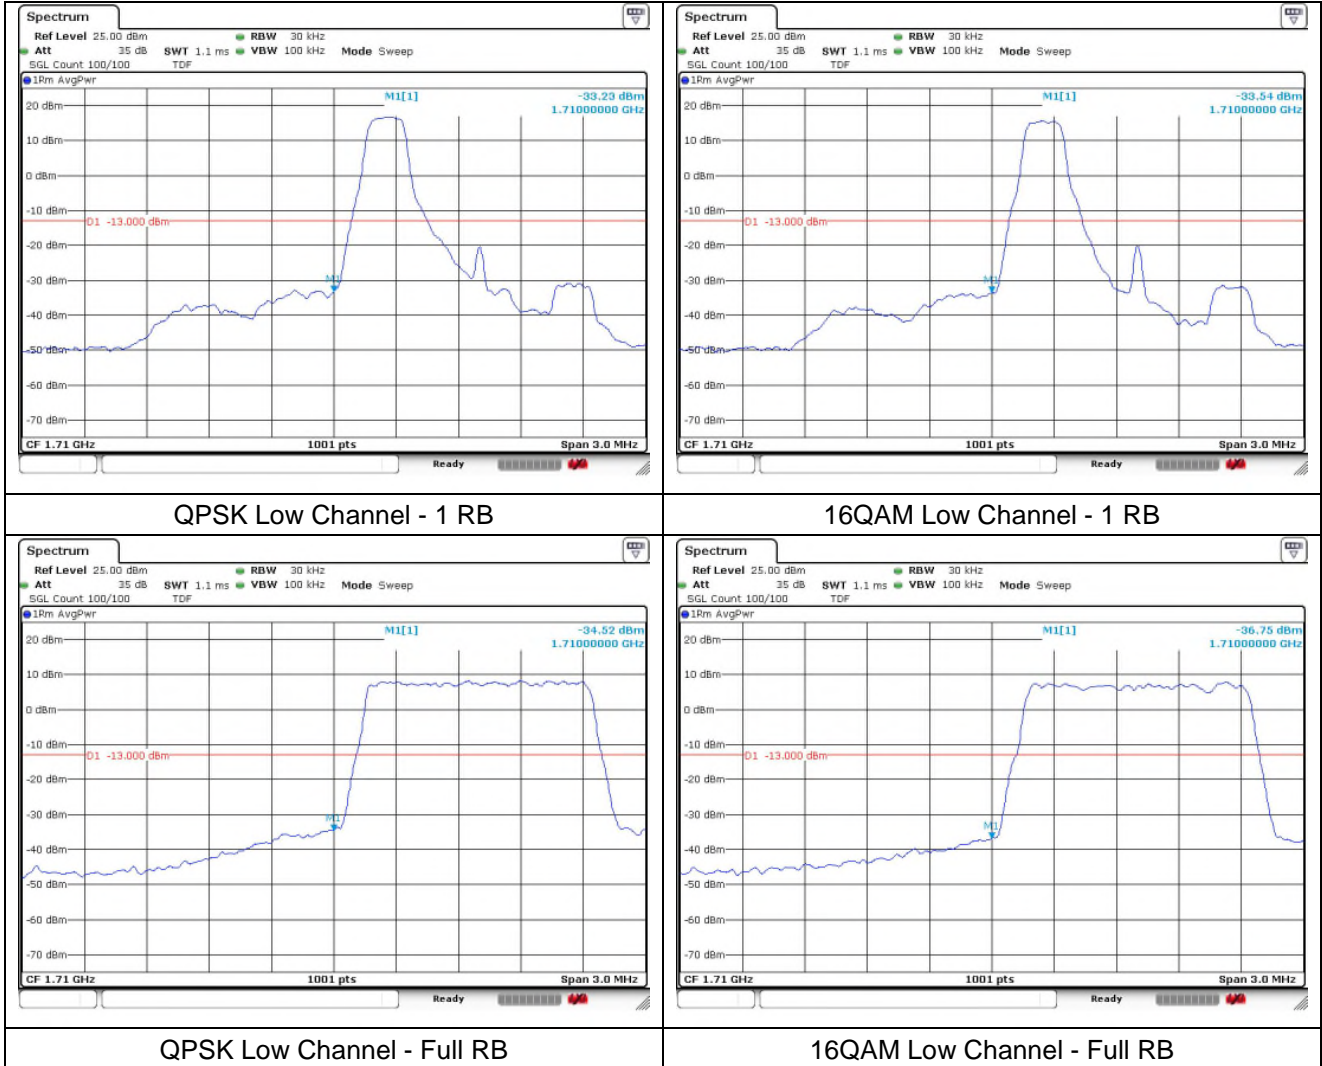 Spectrum
Ref Level 25.00 dBm RBW 30 kHz
Att 35 dB SWT 1.1 ms VBW 100 kHz Mode Sweep
SGL Count 100/100 TDF
1Rm AvgPwr
M1[1] -33.23 dBm
1.71000000 GHz
20 dBm
10 dBm
0 dBm
-10 dBm
D1 -13.000 dBm
-20 dBm
-30 dBm
M1
-40 dBm
-50 dBm
-60 dBm
-70 dBm
CF 1.71 GHz 1001 pts Span 3.0 MHz
Ready
QPSK Low Channel - 1 RB
Spectrum
Ref Level 25.00 dBm RBW 30 kHz
Att 35 dB SWT 1.1 ms VBW 100 kHz Mode Sweep
SGL Count 100/100 TDF
1Rm AvgPwr
M1[1] -33.54 dBm
1.71000000 GHz
20 dBm
10 dBm
0 dBm
-10 dBm
D1 -13.000 dBm
-20 dBm
-30 dBm
M1
-40 dBm
-50 dBm
-60 dBm
-70 dBm
CF 1.71 GHz 1001 pts Span 3.0 MHz
Ready
16QAM Low Channel - 1 RB
Spectrum
Ref Level 25.00 dBm RBW 30 kHz
Att 35 dB SWT 1.1 ms VBW 100 kHz Mode Sweep
SGL Count 100/100 TDF
1Rm AvgPwr
M1[1] -34.52 dBm
1.71000000 GHz
20 dBm
10 dBm
0 dBm
-10 dBm
D1 -13.000 dBm
-20 dBm
-30 dBm
M1
-40 dBm
-50 dBm
-60 dBm
-70 dBm
CF 1.71 GHz 1001 pts Span 3.0 MHz
Ready
QPSK Low Channel - Full RB
Spectrum
Ref Level 25.00 dBm RBW 30 kHz
Att 35 dB SWT 1.1 ms VBW 100 kHz Mode Sweep
SGL Count 100/100 TDF
1Rm AvgPwr
M1[1] -36.75 dBm
1.71000000 GHz
20 dBm
10 dBm
0 dBm
-10 dBm
D1 -13.000 dBm
-20 dBm
-30 dBm
M1
-40 dBm
-50 dBm
-60 dBm
-70 dBm
CF 1.71 GHz 1001 pts Span 3.0 MHz
Ready
16QAM Low Channel - Full RB